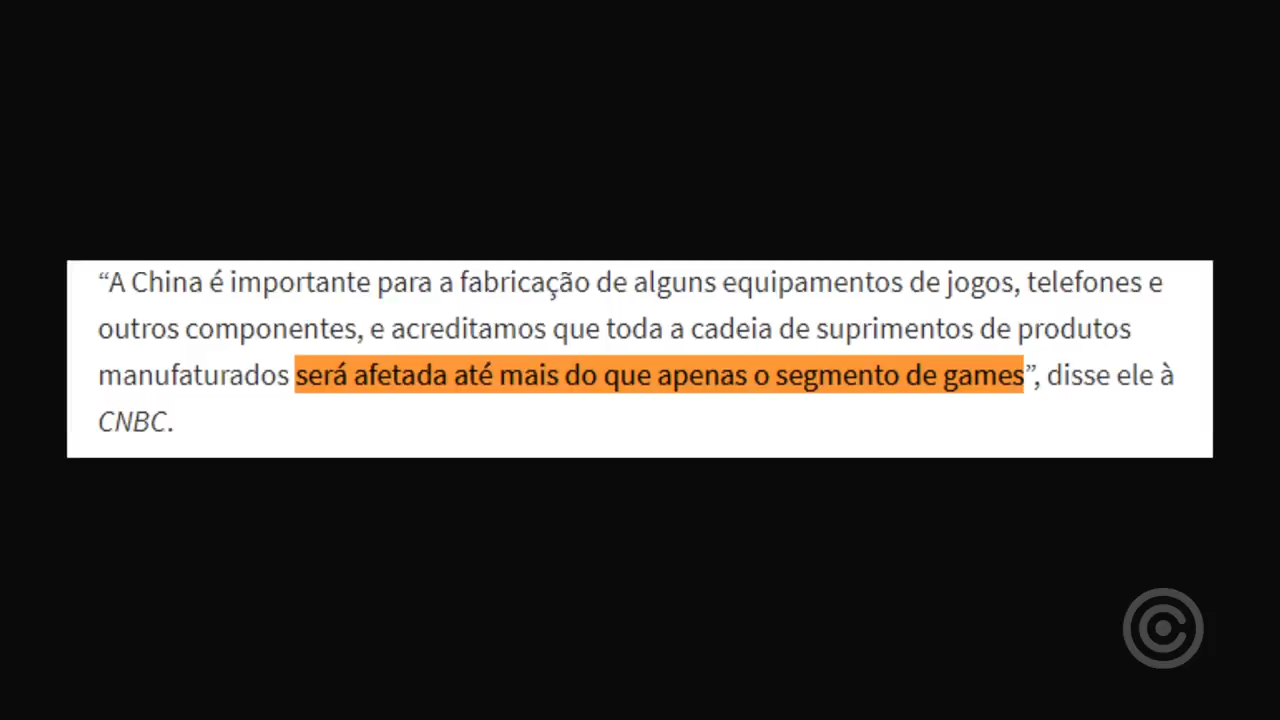 “A China é importante para a fabricação de alguns equipamentos de jogos, telefones e
outros componentes, e acreditamos que toda a cadeia de suprimentos de produtos
manufaturados será afetada até mais do que apenas o segmento de games”, disse ele à
CNBC.